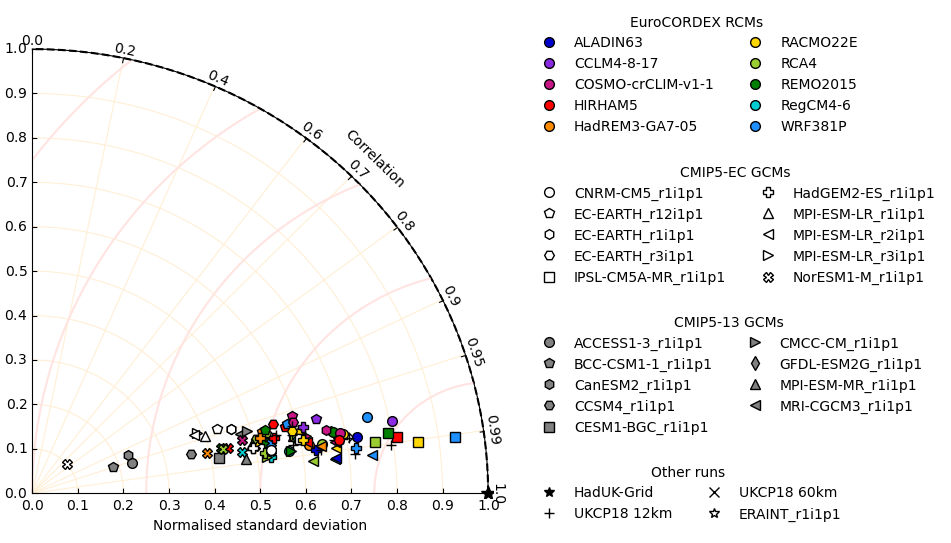 0.0
0.2
0.4
0.6
Correlation
0.7
0.8
0.9
0.95
0.99
1.0
1.0
0.9
0.8
0.7
0.6
0.5
0.4
0.3
0.2
0.1
0.0
0.0 0.1 0.2 0.3 0.4 0.5 0.6 0.7 0.8 0.9 1.0
Normalised standard deviation
EuroCORDEX RCMs
ALADIN63 RACMO22E
CCLM4-8-17 RCA4
COSMO-crCLIM-v1-1 REMO2015
HIRHAM5 RegCM4-6
HadREM3-GA7-05 WRF381P
CMIP5-EC GCMs
CNRM-CM5_r1i1p1 HadGEM2-ES_r1i1p1
EC-EARTH_r12i1p1 MPI-ESM-LR_r1i1p1
EC-EARTH_r1i1p1 MPI-ESM-LR_r2i1p1
EC-EARTH_r3i1p1 MPI-ESM-LR_r3i1p1
IPSL-CM5A-MR_r1i1p1 NorESM1-M_r1i1p1
CMIP5-13 GCMs
ACCESS1-3_r1i1p1 CMCC-CM_r1i1p1
BCC-CSM1-1_r1i1p1 GFDL-ESM2G_r1i1p1
CanESM2_r1i1p1 MPI-ESM-MR_r1i1p1
CCSM4_r1i1p1 MRI-CGCM3_r1i1p1
CESM1-BGC_r1i1p1
Other runs
HadUK-Grid UKCP18 60km
UKCP18 12km ERAINT_r1i1p1